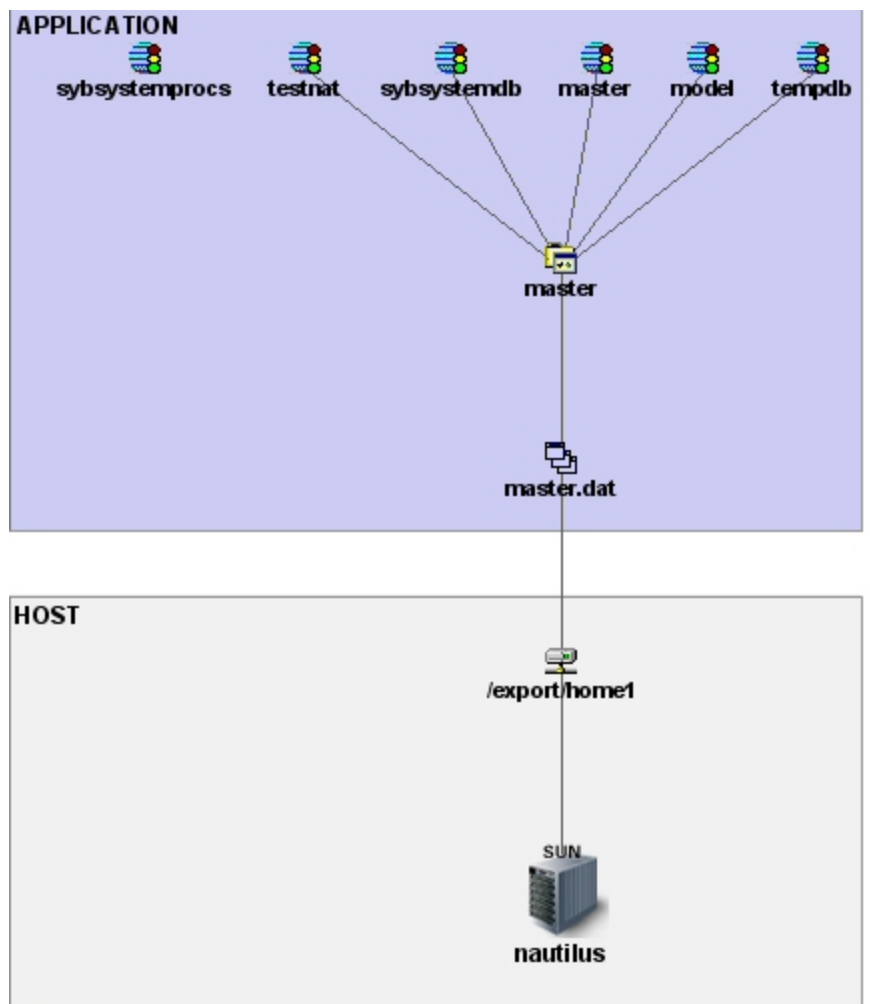 APPLICATION
sybsystemprocs testnat sybsystemdb master model tempdb
master
master.dat
HOST
/export/home1
SUN
nautilus